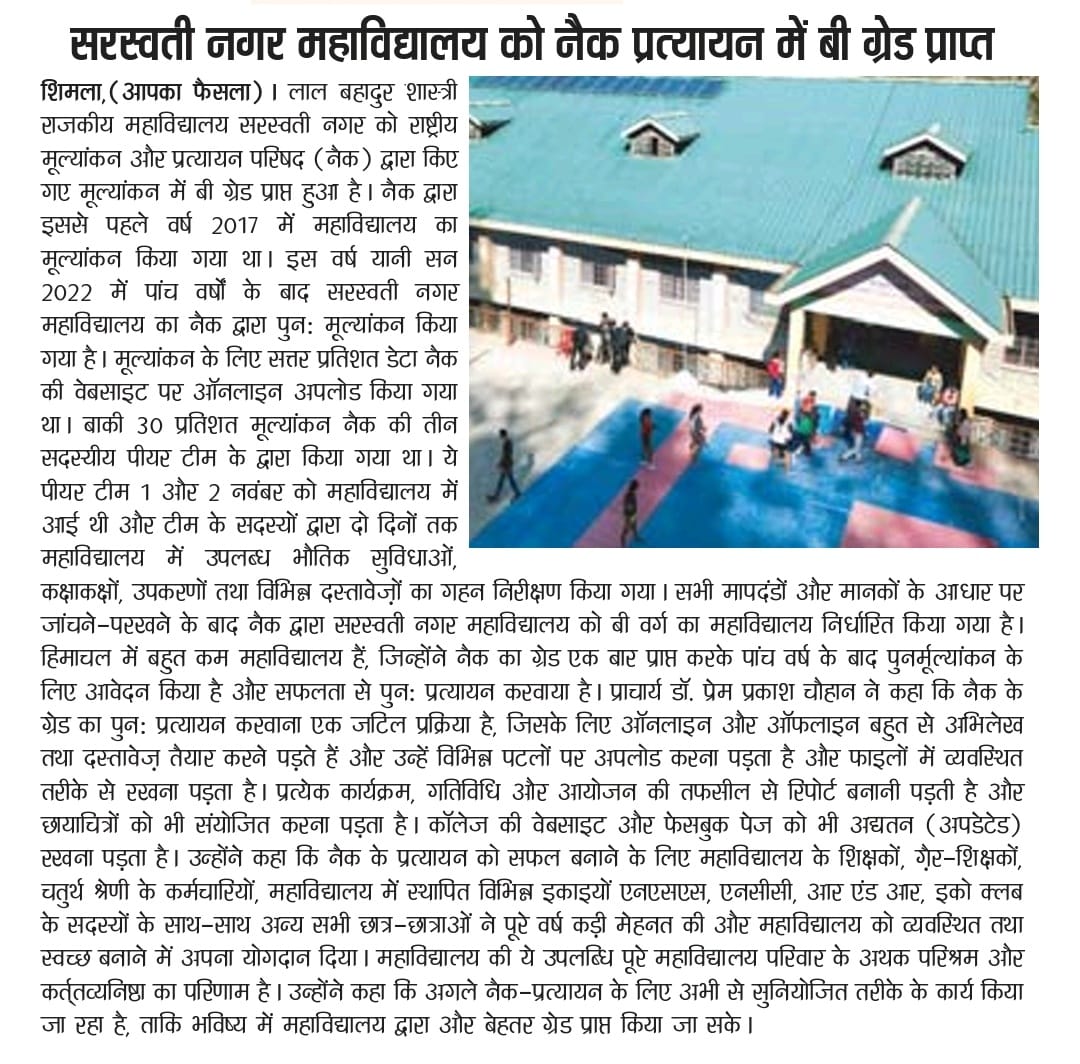 सरस्वती नगर महाविद्यालय को नैक प्रत्यायन में बी ग्रेड प्राप्त
शिमला,(आपका फैसला)। लाल बहादुर शास्त्री
राजकीय महाविद्यालय सरस्वती नगर को राष्ट्रीय
मूल्यांकन और प्रत्यायन परिषद (नैक) द्वारा किए
गए मूल्यांकन में बी ग्रेड प्राप्त हुआ है। नैक द्वारा
इससे पहले वर्ष 2017 में महाविद्यालय का
मूल्यांकन किया गया था। इस वर्ष यानी सन
2022 में पांच वर्षों के बाद सरस्वती नगर
महाविद्यालय का नैक द्वारा पुन: मूल्यांकन किया
गया है। मूल्यांकन के लिए सत्तर प्रतिशत डेटा नैक
की वेबसाइट पर ऑनलाइन अपलोड किया गया
था। बाकी 30 प्रतिशत मूल्यांकन नैक की तीन
सदस्यीय पीयर टीम के द्वारा किया गया था। ये
पीयर टीम 1 और 2 नवंबर को महाविद्यालय में
आई थी और टीम के सदस्यों द्वारा दो दिनों तक
महाविद्यालय में उपलब्ध भौतिक सुविधाओं,
कक्षाकक्षों, उपकरणों तथा विभिन्न दस्तावेज़ों का गहन निरीक्षण किया गया। सभी मापदंडों और मानकों के आधार पर
जांचने-परखने के बाद नैक द्वारा सरस्वती नगर महाविद्यालय को बी वर्ग का महाविद्यालय निर्धारित किया गया है।
हिमाचल में बहुत कम महाविद्यालय हैं, जिन्होंने नैक का ग्रेड एक बार प्राप्त करके पांच वर्ष के बाद पुनर्मूल्यांकन के
लिए आवेदन किया है और सफलता से पुन: प्रत्यायन करवाया है। प्राचार्य डॉ. प्रेम प्रकाश चौहान ने कहा कि नैक के
ग्रेड का पुन: प्रत्यायन करवाना एक जटिल प्रक्रिया है, जिसके लिए ऑनलाइन और ऑफलाइन बहुत से अभिलेख
तथा दस्तावेज़ तैयार करने पड़ते हैं और उन्हें विभिन्न पटलों पर अपलोड करना पड़ता है और फाइलों में व्यवस्थित
तरीके से रखना पड़ता है। प्रत्येक कार्यक्रम, गतिविधि और आयोजन की तफसील से रिपोर्ट बनानी पड़ती है और
छायाचित्रों को भी संयोजित करना पड़ता है। कॉलेज की वेबसाइट और फेसबुक पेज को भी अद्यतन (अपडेटेड)
रखना पड़ता है। उन्होंने कहा कि नैक के प्रत्यायन को सफल बनाने के लिए महाविद्यालय के शिक्षकों, ग़ैर-शिक्षकों,
चतुर्थ श्रेणी के कर्मचारियों, महाविद्यालय में स्थापित विभिन्न इकाइयों एनएसएस, एनसीसी, आर एंड आर, इको क्लब
के सदस्यों के साथ-साथ अन्य सभी छात्र-छात्राओं ने पूरे वर्ष कड़ी मेहनत की और महाविद्यालय को व्यवस्थित तथा
स्वच्छ बनाने में अपना योगदान दिया। महाविद्यालय की ये उपलब्धि पूरे महाविद्यालय परिवार के अथक परिश्रम और
कर्त्तव्यनिष्ठा का परिणाम है। उन्होंने कहा कि अगले नैक-प्रत्यायन के लिए अभी से सुनियोजित तरीके के कार्य किया
जा रहा है, ताकि भविष्य में महाविद्यालय द्वारा और बेहतर ग्रेड प्राप्त किया जा सके।